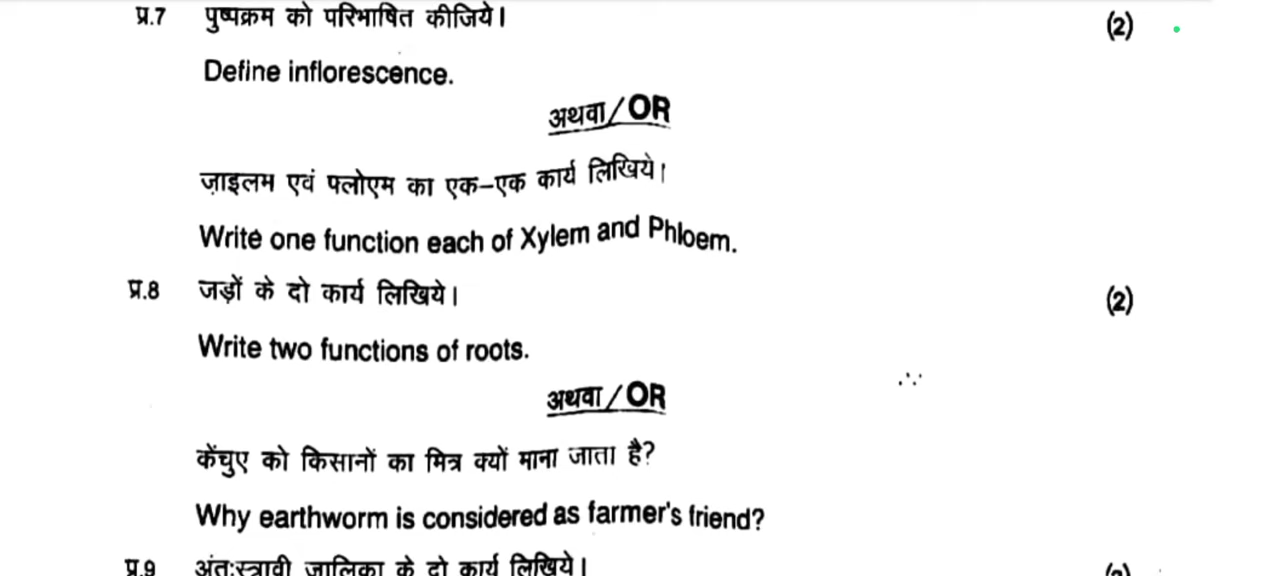 प्र.7 पुष्पक्रम को परिभाषित कीजिये। (2)
Define inflorescence.
अथवा/OR
ज़ाइलम एवं फ्लोएम का एक–एक कार्य लिखिये।
Write one function each of Xylem and Phloem.
प्र.8 जड़ों के दो कार्य लिखिये। (2)
Write two functions of roots.
अथवा/OR
केंचुए को किसानों का मित्र क्यों माना जाता है?
Why earthworm is considered as farmer's friend?
प्र.9 अंतःस्त्रावी जालिका के दो कार्य लिखिये। (2)